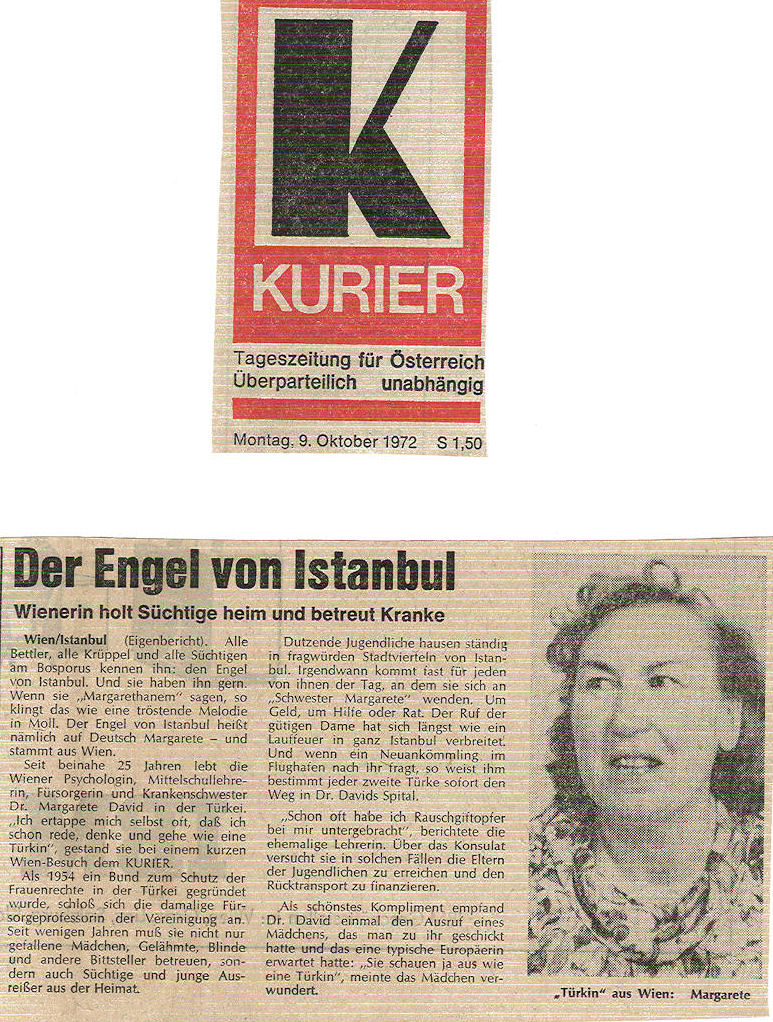 K
KURIER
Tageszeitung für Österreich
Überparteilich unabhängig
Montag, 9. Oktober 1972 S 1,50
Der Engel von Istanbul
Wienerin holt Süchtige heim und betreut Kranke
Wien/Istanbul (Eigenbericht). Alle
Bettler, alle Krüppel und alle Süchtigen
am Bosporus kennen ihn: den Engel
von Istanbul. Und sie haben ihn gern.
Wenn sie „Margarethanem" sagen, so
klingt das wie eine tröstende Melodie
in Moll. Der Engel von Istanbul heißt
nämlich auf Deutsch Margarete – und
stammt aus Wien.
Seit beinahe 25 Jahren lebt die
Wiener Psychologin, Mittelschullehre-
rin, Fürsorgerin und Krankenschwester
Dr. Margarete David in der Türkei.
„Ich ertappe mich selbst oft, daß ich
schon rede, denke und gehe wie eine
Türkin", gestand sie bei einem kurzen
Wien-Besuch dem KURIER.
Als 1954 ein Bund zum Schutz der
Frauenrechte in der Türkei gegründet
wurde, schloß sich die damalige Für-
sorgeprofessorin der Vereinigung an.
Seit wenigen Jahren muß sie nicht nur
gefallene Mädchen, Gelähmte, Blinde
und andere Bittsteller betreuen, son-
dern auch Süchtige und junge Aus-
reißer aus der Heimat.
Dutzende Jugendliche hausen ständig
in fragwürden Stadtvierteln von Istan-
bul. Irgendwann kommt fast für jeden
von ihnen der Tag, an dem sie sich an
„Schwester Margarete" wenden. Um
Geld, um Hilfe oder Rat. Der Ruf der
gütigen Dame hat sich längst wie ein
Lauffeuer in ganz Istanbul verbreitet.
Und wenn ein Neuankömmling im
Flughafen nach ihr fragt, so weist ihm
bestimmt jeder zweite Türke sofort den
Weg in Dr. Davids Spital.
„Schon oft habe ich Rauschgiftopfer
bei mir untergebracht", berichtete die
ehemalige Lehrerin. Über das Konsulat
versucht sie in solchen Fällen die Eltern
der Jugendlichen zu erreichen und den
Rücktransport zu finanzieren.
Als schönstes Kompliment empfand
Dr. David einmal den Ausruf eines
Mädchens, das man zu ihr geschickt
hatte und das eine typische Europäerin
erwartet hatte: „Sie schauen ja aus wie
eine Türkin", meinte das Mädchen ver-
wundert.
„Türkin" aus Wien: Margarete